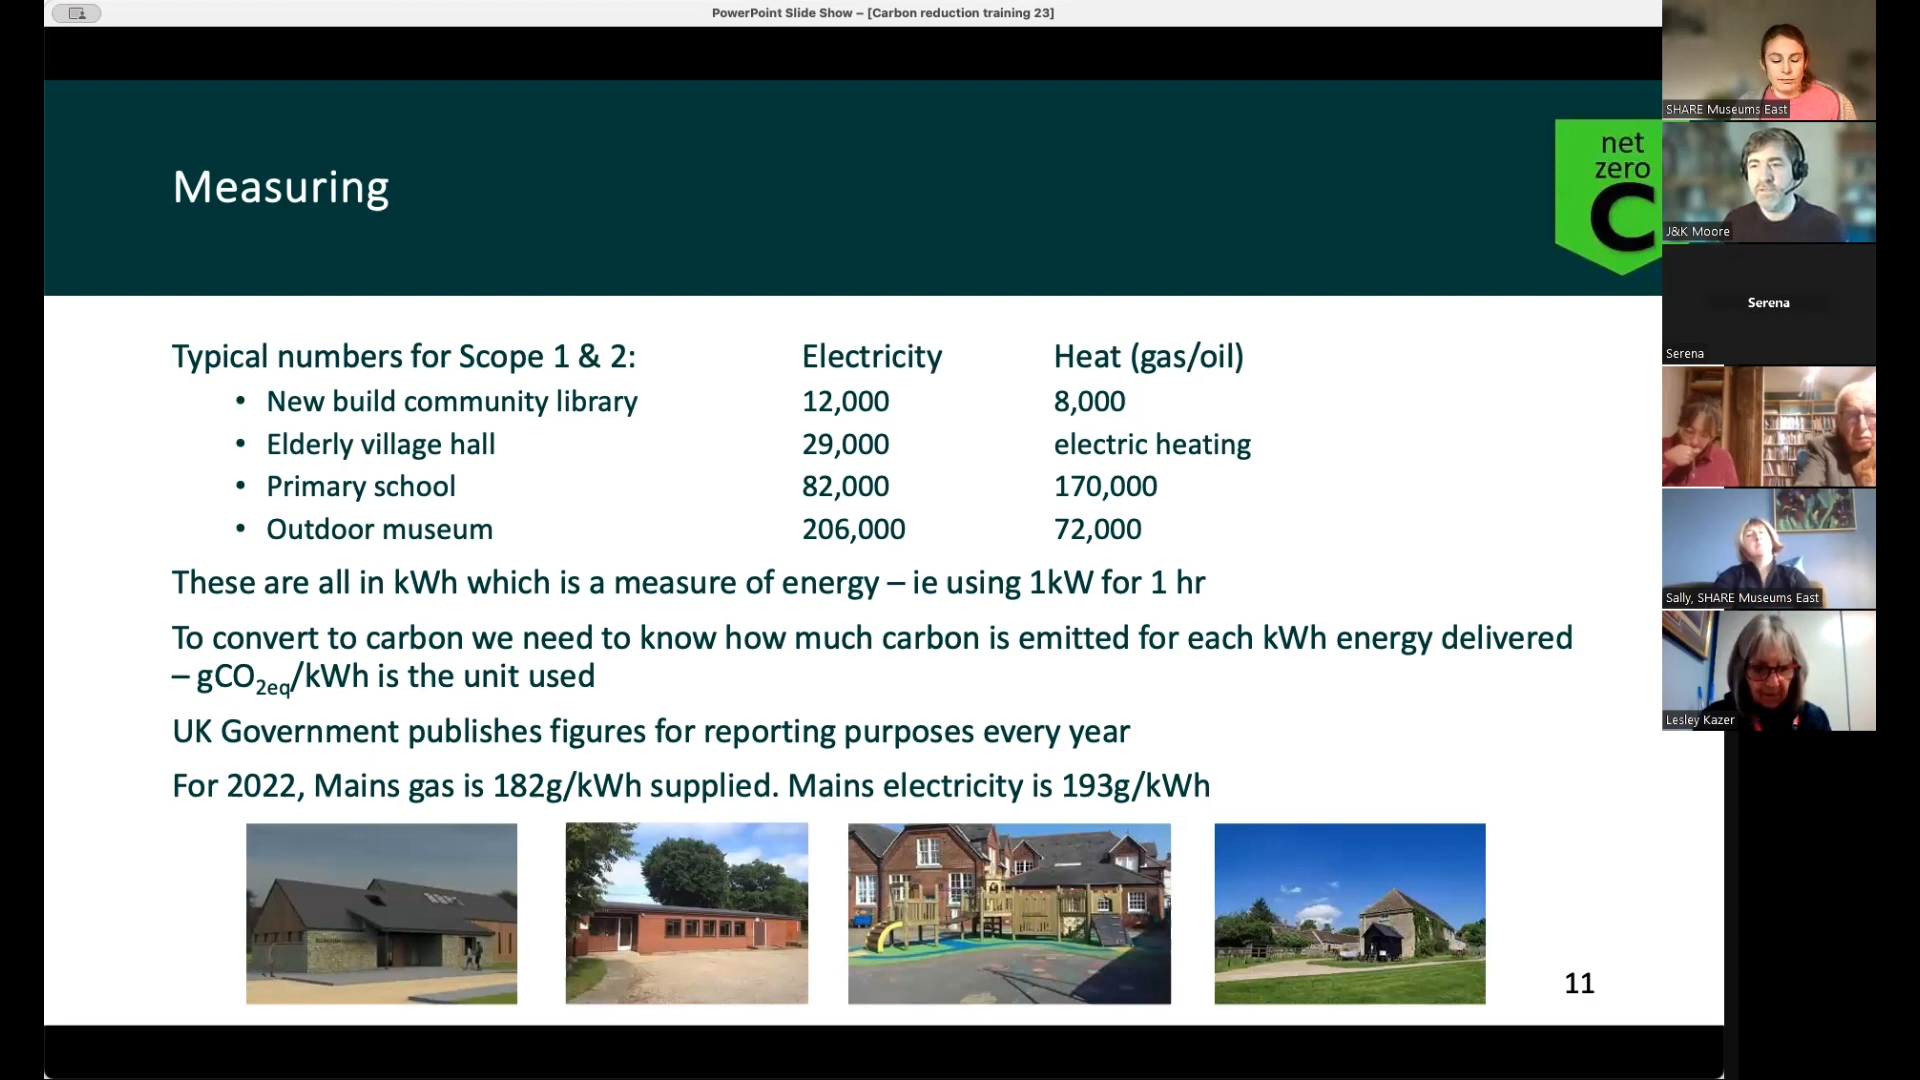 PowerPoint Slide Show – [Carbon reduction training 23]
Measuring
net
zero
C
Typical numbers for Scope 1 & 2: Electricity Heat (gas/oil)
• New build community library 12,000 8,000
• Elderly village hall 29,000 electric heating
• Primary school 82,000 170,000
• Outdoor museum 206,000 72,000
These are all in kWh which is a measure of energy – ie using 1kW for 1 hr
To convert to carbon we need to know how much carbon is emitted for each kWh energy delivered
– gCO2eq/kWh is the unit used
UK Government publishes figures for reporting purposes every year
For 2022, Mains gas is 182g/kWh supplied. Mains electricity is 193g/kWh
11
SHARE Museums East
J&K Moore
Serena
Serena
Sally, SHARE Museums East
Lesley Kazer